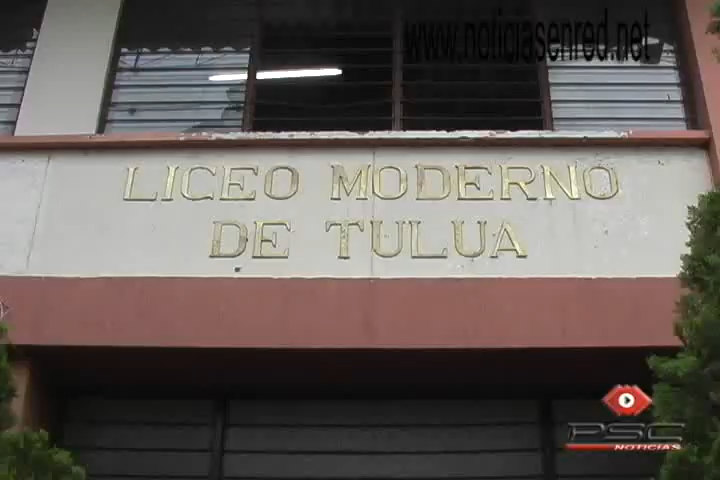 www.noticiasenred.net
LICEO MODERNO
DE TULUA
PSC
NOTICIAS